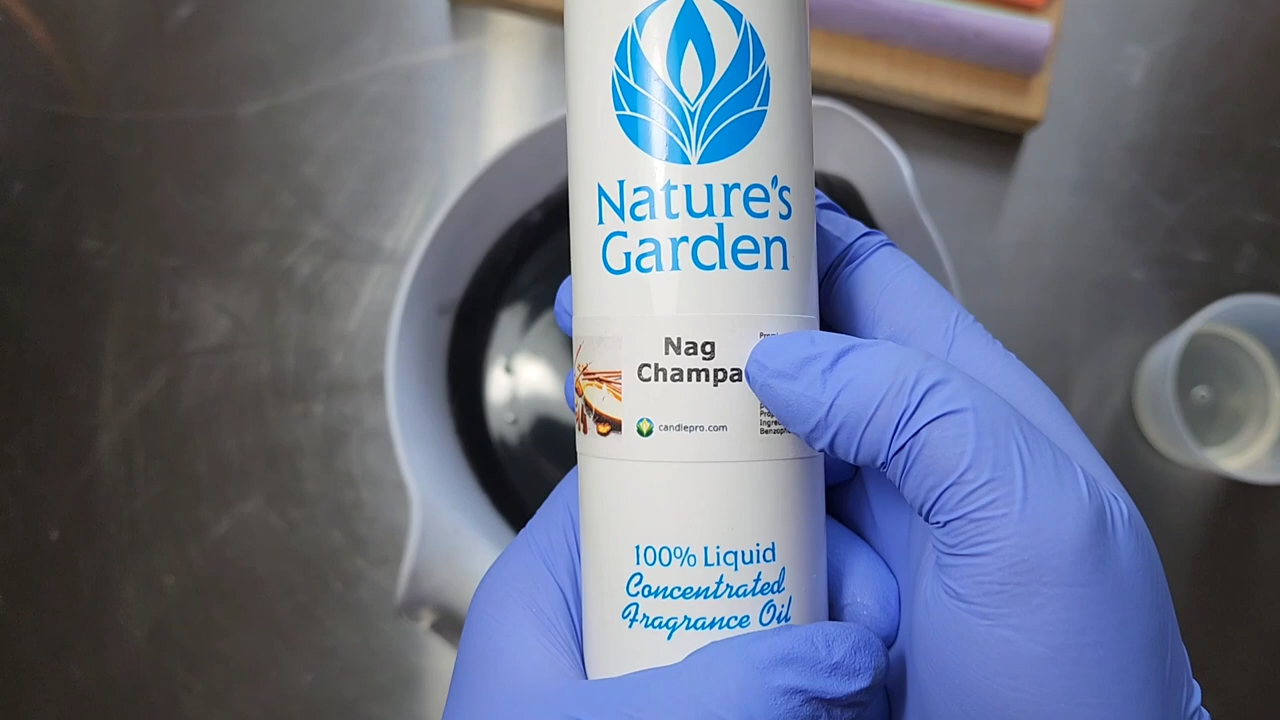 Nature's
Garden
Nag
Champa
candlepro.com
100% Liquid
Concentrated
Fragrance Oil